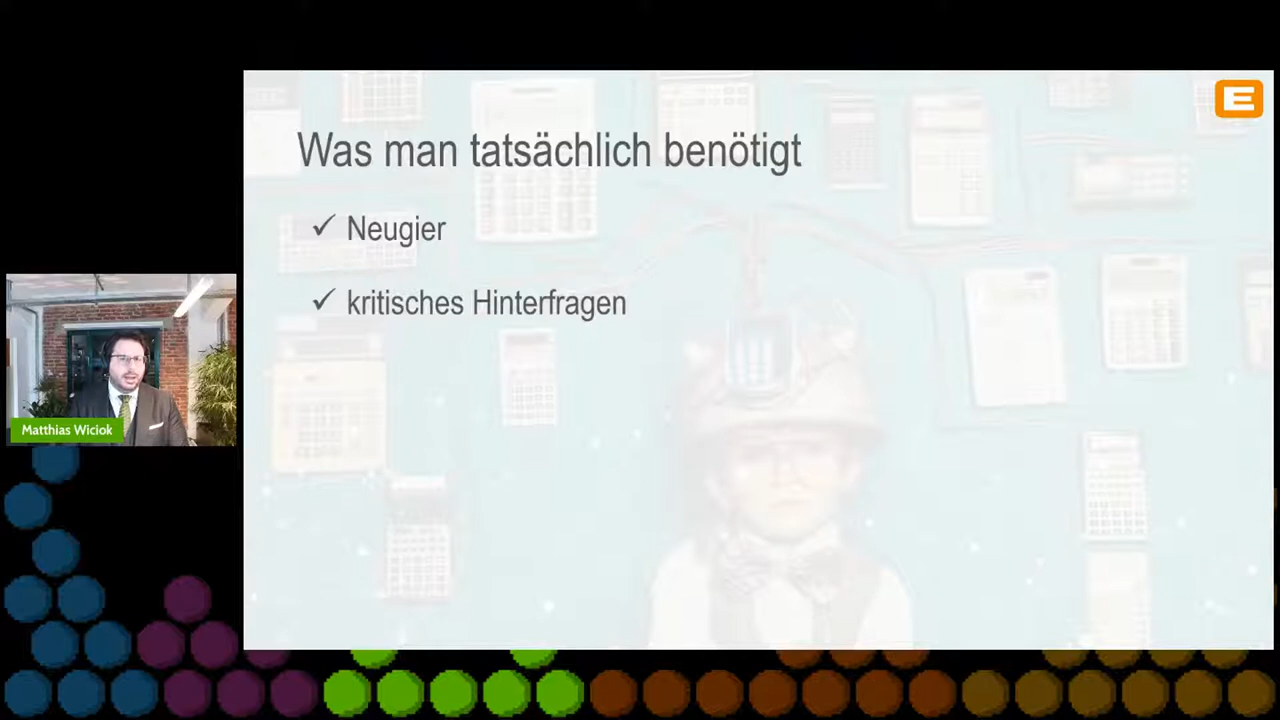 Was man tatsächlich benötigt
✓ Neugier
✓ kritisches Hinterfragen
Matthias Wiciok
E